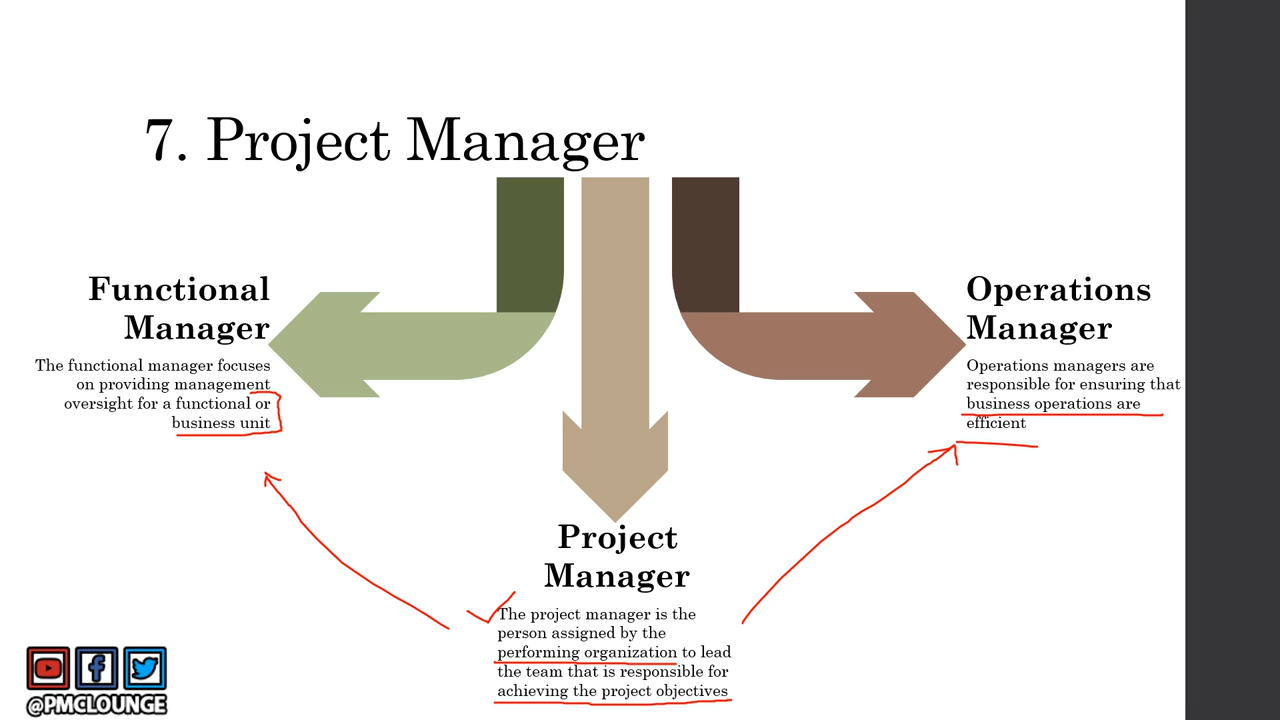 7. Project Manager
Functional
Manager
The functional manager focuses
on providing management
oversight for a functional or
business unit
Operations
Manager
Operations managers are
responsible for ensuring that
business operations are
efficient
Project
Manager
The project manager is the
person assigned by the
performing organization to lead
the team that is responsible for
achieving the project objectives
@PMCLOUNGE